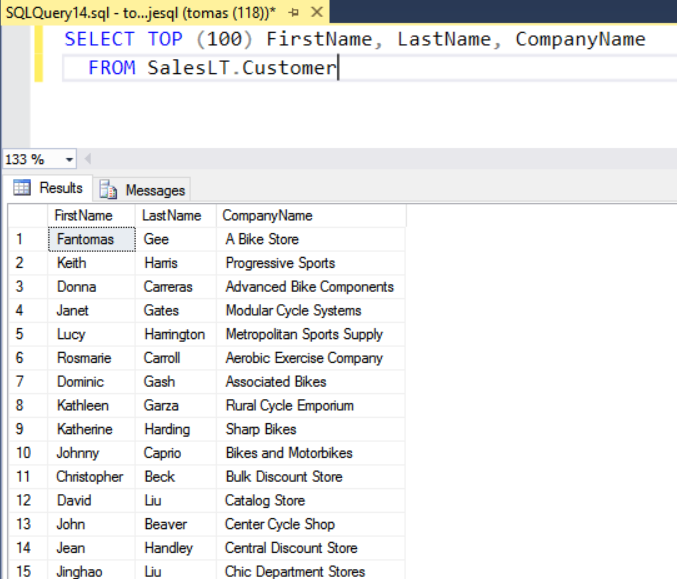 SQLQuery14.sql - to...jesql (tomas (118))*
SELECT TOP (100) FirstName, LastName, CompanyName
FROM SalesLT.Customer
133 %
Results Messages
FirstName LastName CompanyName
1 Fantomas Gee A Bike Store
2 Keith Harris Progressive Sports
3 Donna Carreras Advanced Bike Components
4 Janet Gates Modular Cycle Systems
5 Lucy Harrington Metropolitan Sports Supply
6 Rosmarie Carroll Aerobic Exercise Company
7 Dominic Gash Associated Bikes
8 Kathleen Garza Rural Cycle Emporium
9 Katherine Harding Sharp Bikes
10 Johnny Caprio Bikes and Motorbikes
11 Christopher Beck Bulk Discount Store
12 David Liu Catalog Store
13 John Beaver Center Cycle Shop
14 Jean Handley Central Discount Store
15 Jinghao Liu Chic Department Stores